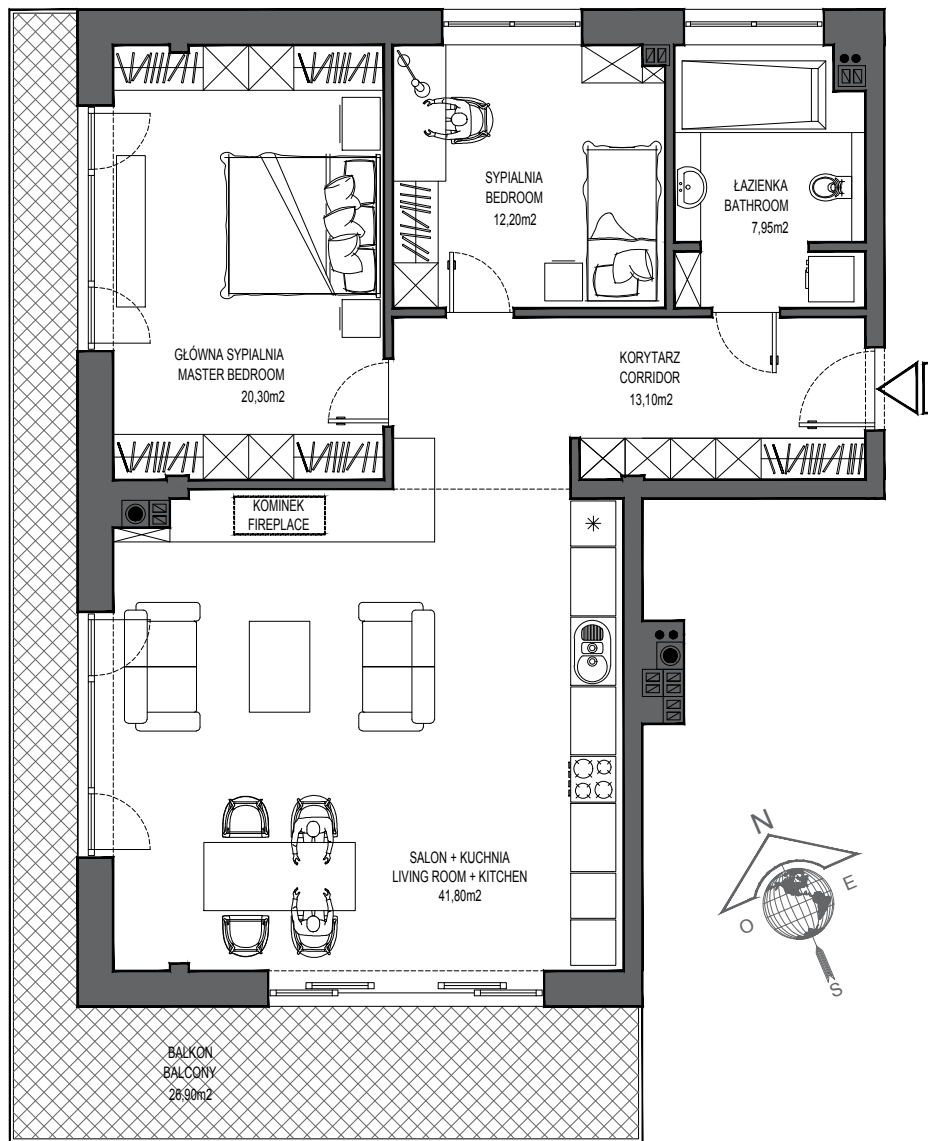 SYPIALNIA
BEDROOM
12,20m2
ŁAZIENKA
BATHROOM
7,95m2
GŁÓWNA SYPIALNIA
MASTER BEDROOM
20,30m2
KORYTARZ
CORRIDOR
13,10m2
KOMINEK
FIREPLACE
SALON + KUCHNIA
LIVING ROOM + KITCHEN
41,80m2
N
E
O
S
BALKON
BALCONY
26,90m2